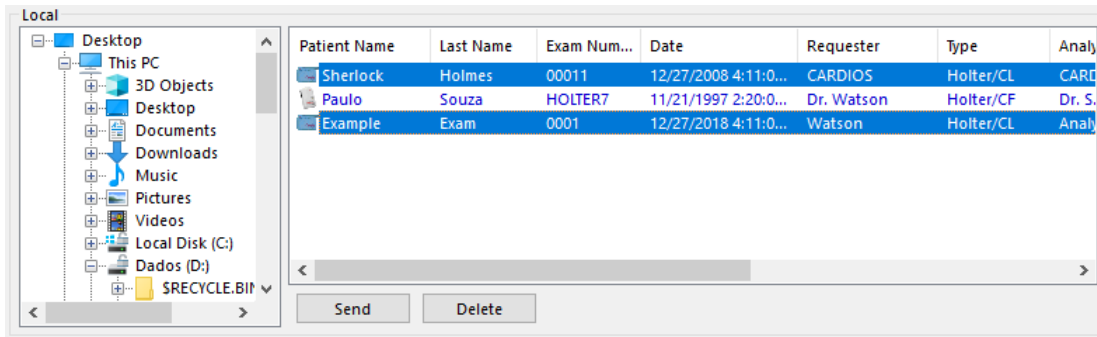 Local
Desktop
This PC
3D Objects
Desktop
Documents
Downloads
Music
Pictures
Videos
Local Disk (C:)
Dados (D:)
$RECYCLE.BIN
Patient Name Last Name Exam Num... Date Requester Type Analy
Sherlock Holmes 00011 12/27/2008 4:11:0... CARDIOS Holter/CL CARD
Paulo Souza HOLTER7 11/21/1997 2:20:0... Dr. Watson Holter/CF Dr. S.
Example Exam 0001 12/27/2018 4:11:0... Watson Holter/CL Analy
Send Delete